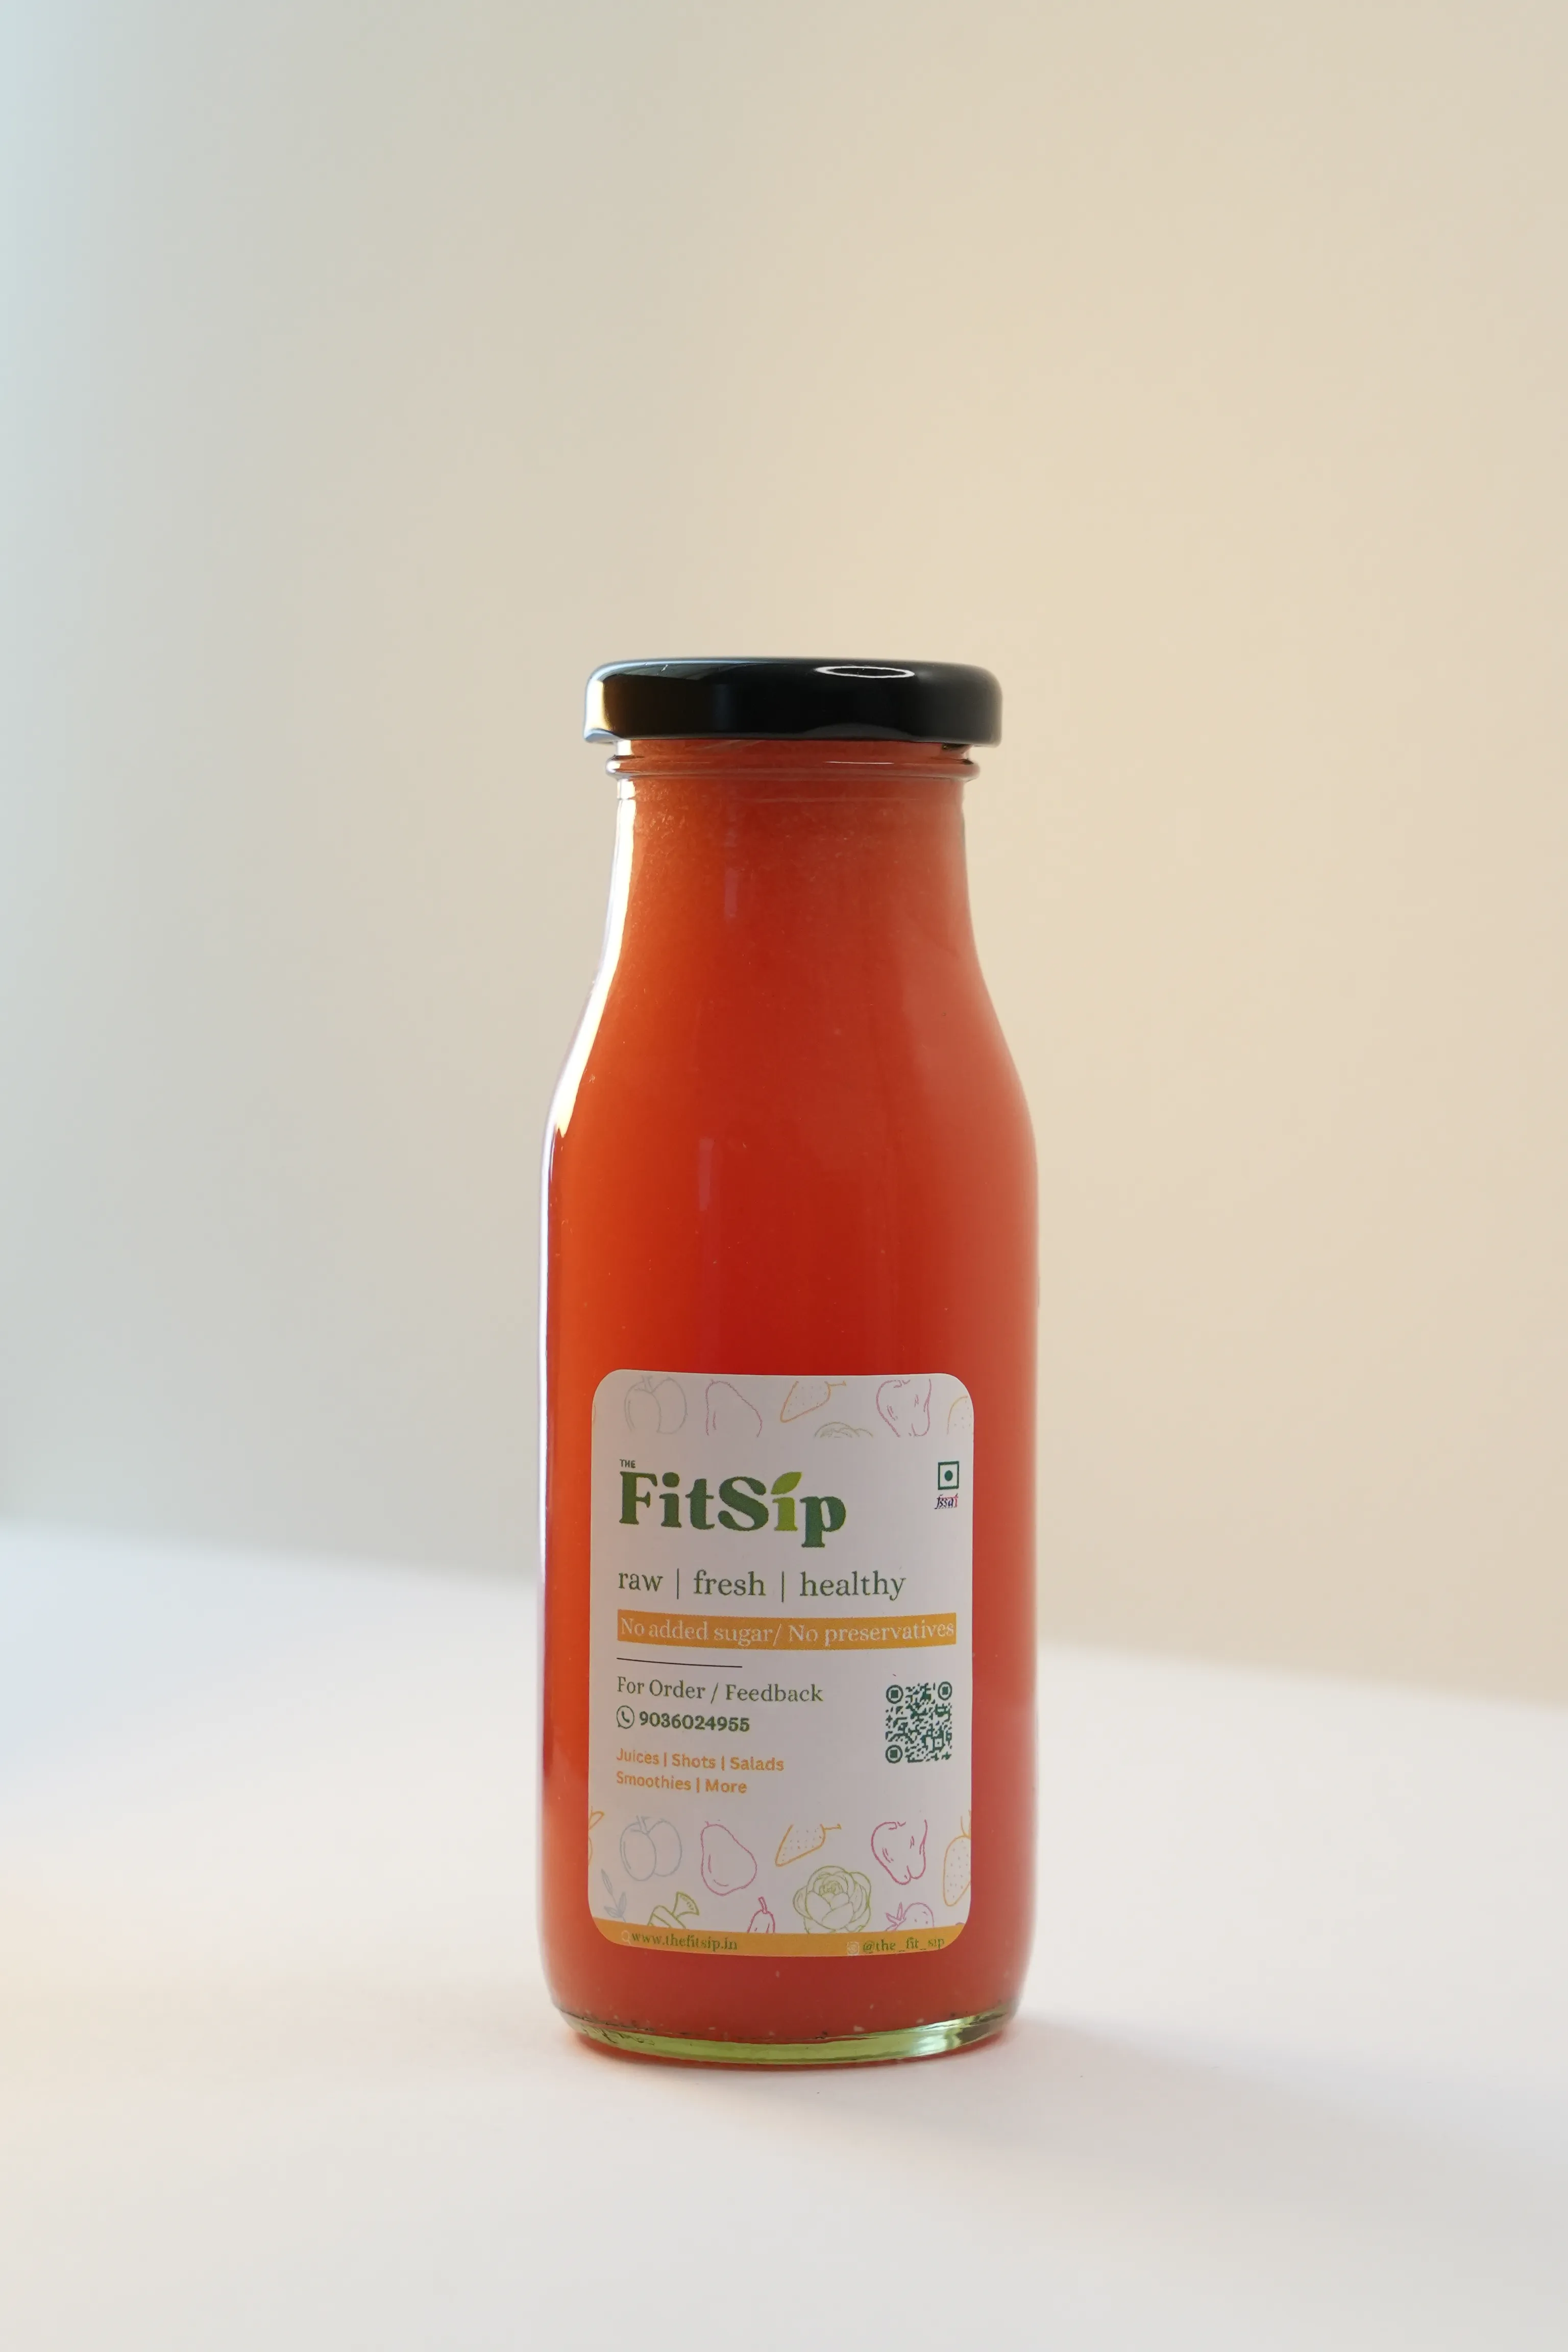 THE
FitSip
fssai
raw | fresh | healthy
No added sugar/ No preservatives
For Order / Feedback
9036024955
Juices | Shots | Salads
Smoothies | More
www.thefitsip.in
@the_fit_sip